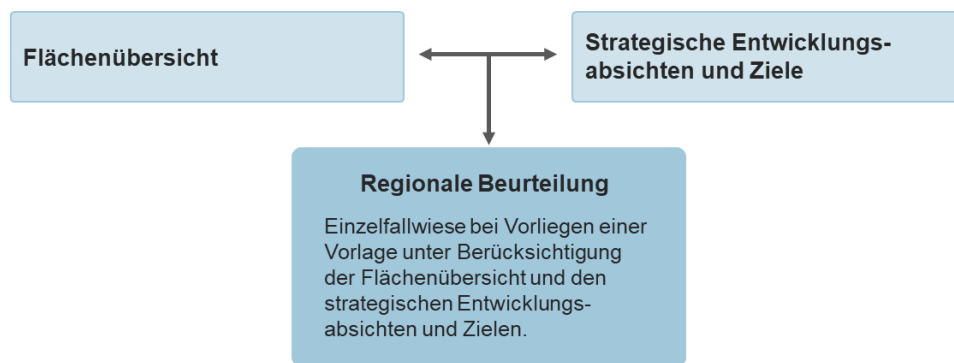 Flächenübersicht
Strategische Entwicklungs-
absichten und Ziele
Regionale Beurteilung
Einzelfallwiese bei Vorliegen einer
Vorlage unter Berücksichtigung
der Flächenübersicht und den
strategischen Entwicklungs-
absichten und Zielen.